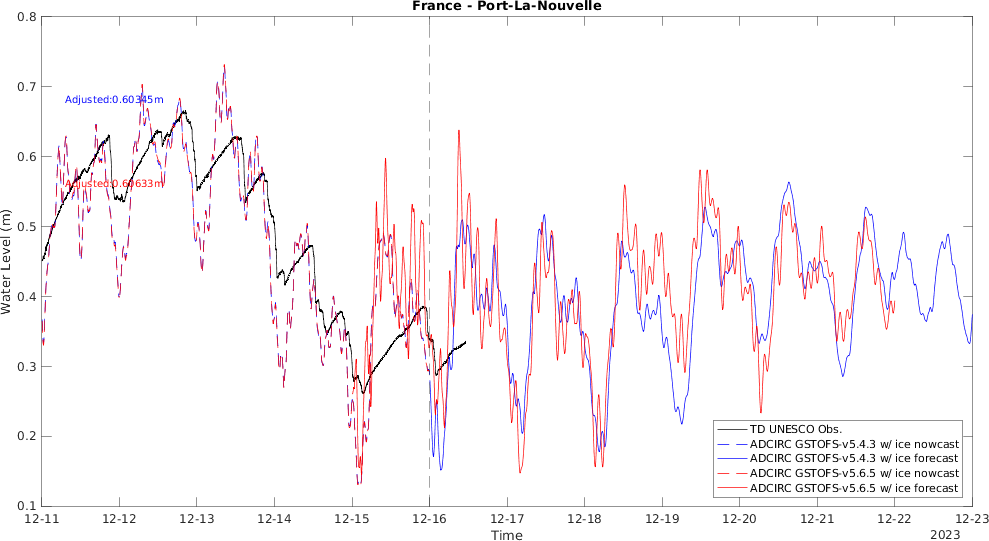 France - Port-La-Nouvelle
0.8
0.7
0.6
0.5
0.4
0.3
0.2
0.1
Water Level (m)
Adjusted:0.60345m
Adjusted:0.60633m
TD UNESCO Obs.
ADCIRC GSTOFS-v5.4.3 w/ ice nowcast
ADCIRC GSTOFS-v5.4.3 w/ ice forecast
ADCIRC GSTOFS-v5.6.5 w/ ice nowcast
ADCIRC GSTOFS-v5.6.5 w/ ice forecast
12-11 12-12 12-13 12-14 12-15 12-16 12-17 12-18 12-19 12-20 12-21 12-22 12-23
Time
2023